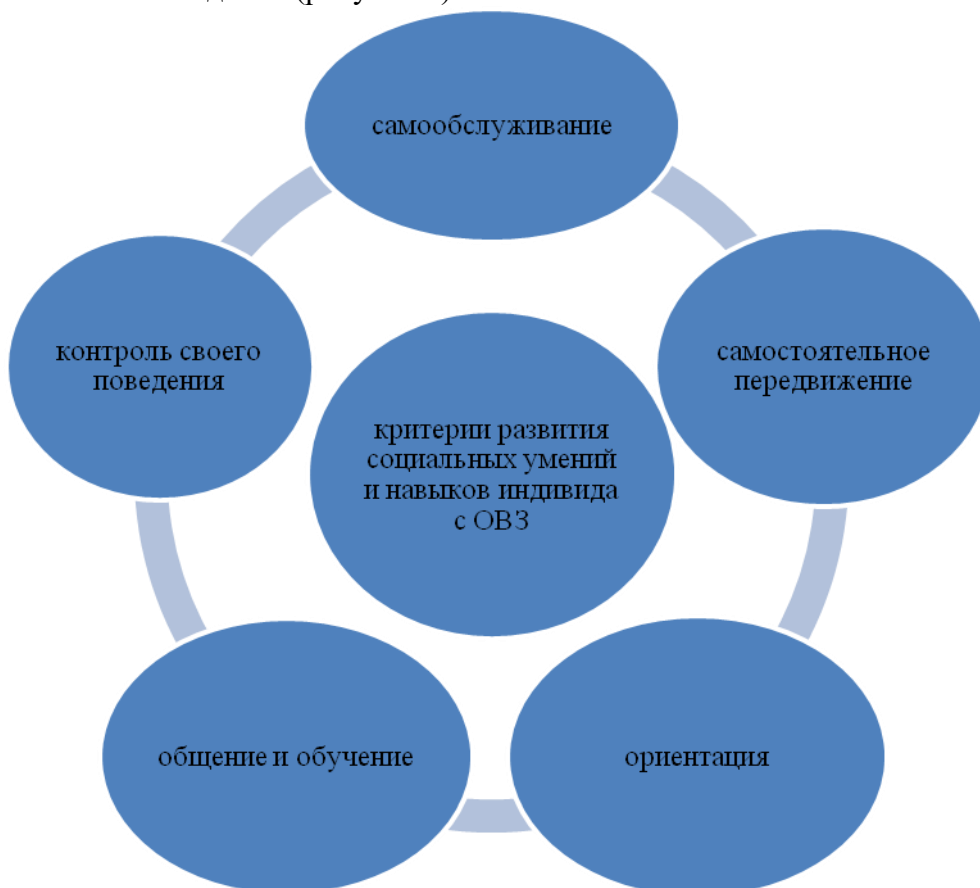 самообслуживание
контроль своего
поведения
самостоятельное
передвижение
критерии развития
социальных умений
и навыков индивида
с ОВЗ
общение и обучение
ориентация